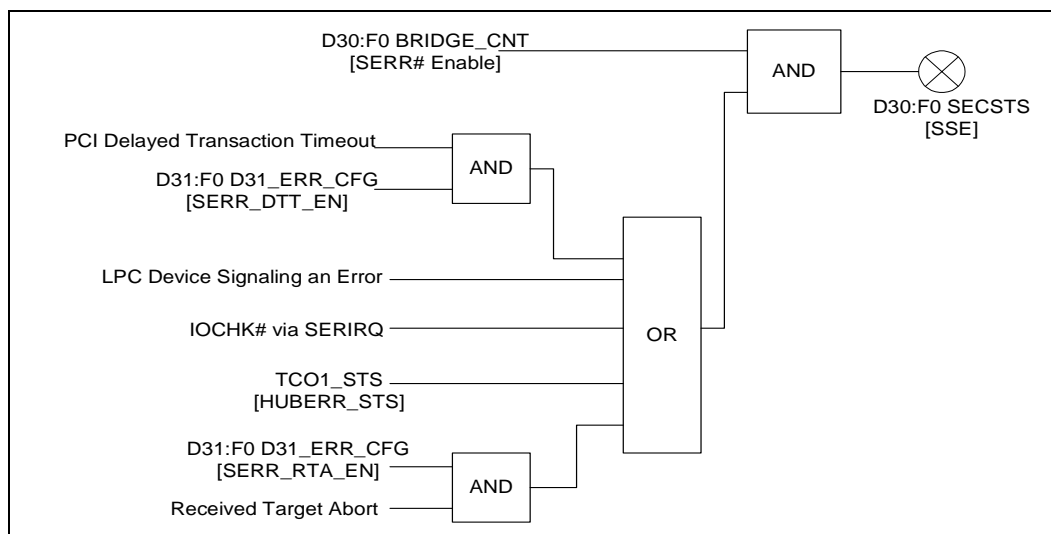 D30:F0 BRIDGE_CNT
[SERR# Enable]
AND
D30:F0 SECSTS
[SSE]
PCI Delayed Transaction Timeout
D31:F0 D31_ERR_CFG
[SERR_DTT_EN]
AND
LPC Device Signaling an Error
IOCHK# via SERIRQ
OR
TCO1_STS
[HUBERR_STS]
D31:F0 D31_ERR_CFG
[SERR_RTA_EN]
AND
Received Target Abort